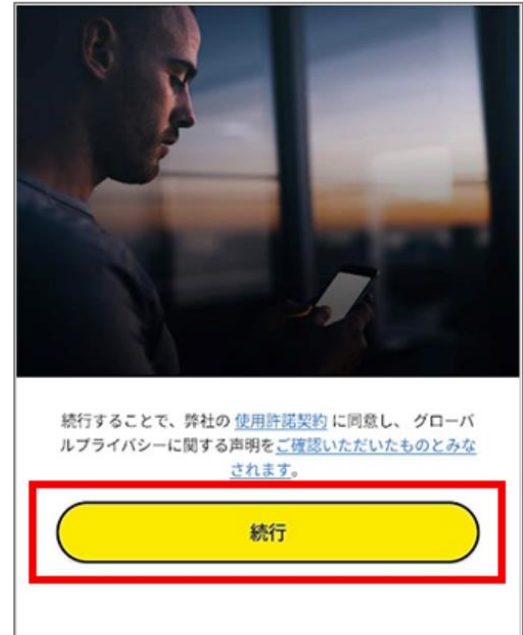 続行することで、弊社の 使用許諾契約 に同意し、 グローバ
ルプライバシーに関する声明をご確認いただいたものとみな
されます。
続行